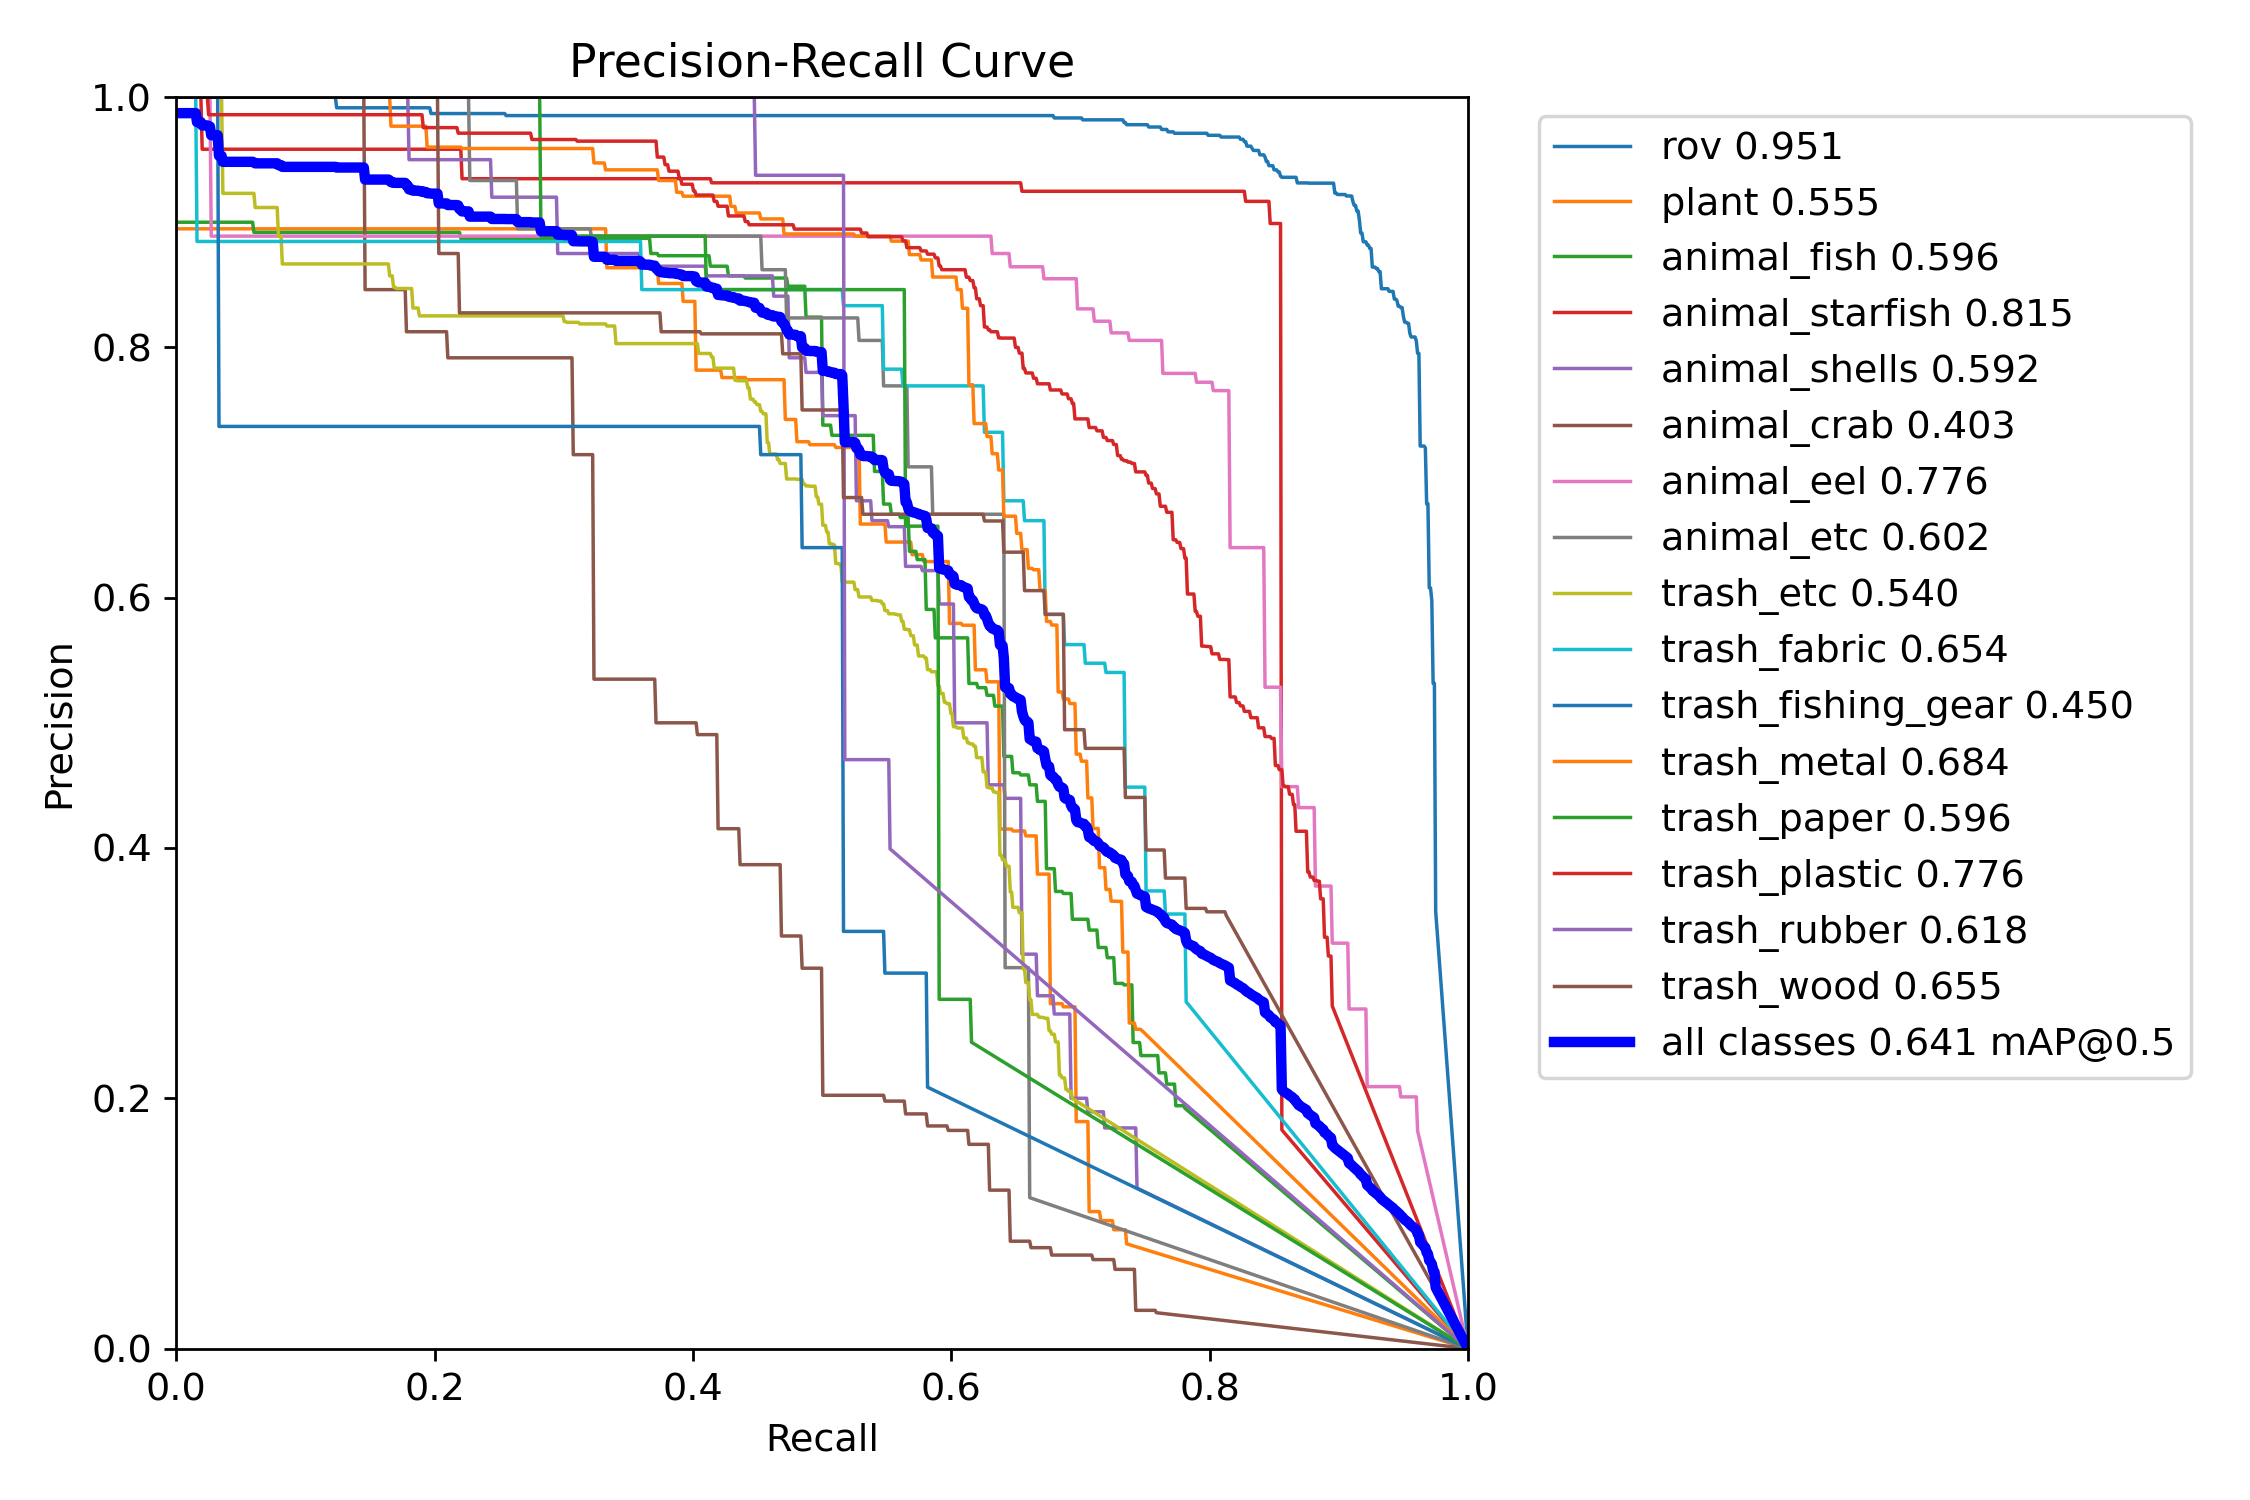 Precision-Recall Curve
1.0
0.8
0.6
0.4
0.2
0.0
Precision
0.0 0.2 0.4 0.6 0.8 1.0
Recall
rov 0.951
plant 0.555
animal_fish 0.596
animal_starfish 0.815
animal_shells 0.592
animal_crab 0.403
animal_eel 0.776
animal_etc 0.602
trash_etc 0.540
trash_fabric 0.654
trash_fishing_gear 0.450
trash_metal 0.684
trash_paper 0.596
trash_plastic 0.776
trash_rubber 0.618
trash_wood 0.655
all classes 0.641 mAP@0.5